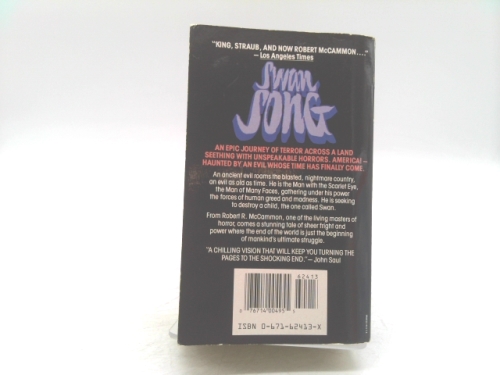 "KING, STRAUB, AND NOW ROBERT McCAMMON...."
— Los Angeles Times
SWAN
SONG
AN EPIC JOURNEY OF TERROR ACROSS A LAND
SEETHING WITH UNSPEAKABLE HORRORS, AMERICA! —
HAUNTED BY AN EVIL WHOSE TIME HAS FINALLY COME.
An ancient evil roams the blasted, nightmare country,
an evil as old as time. He is the Man with the Scarlet Eye,
the Man of Many Faces, gathering under his power
the forces of human greed and madness. He is seeking
to destroy a child, the one called Swan.
From Robert R. McCammon, one of the living masters of
horror, comes a stunning tale of sheer fright and
power where the end of the world is just the beginning
of mankind's ultimate struggle.
"A CHILLING VISION THAT WILL KEEP YOU TURNING THE
PAGES TO THE SHOCKING END." — John Saul
62413
76714 00495
ISBN 0-671-62413-X